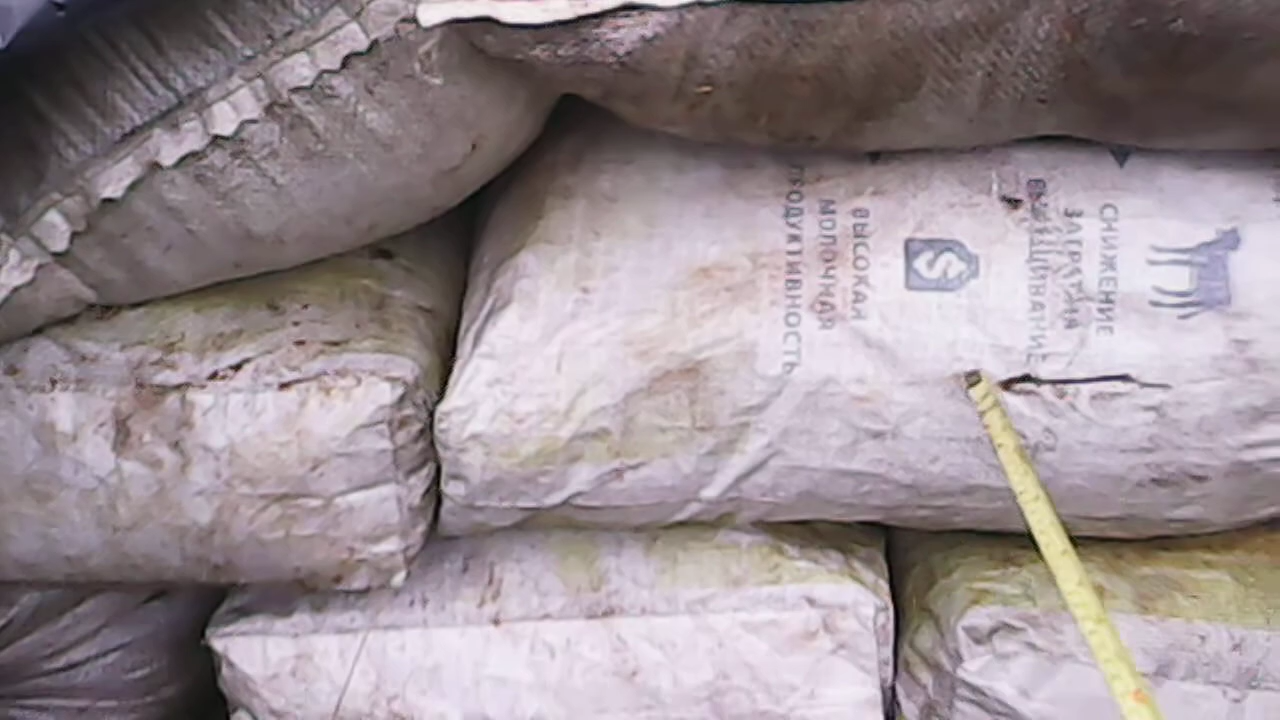 СНИЖЕНИЕ
ЗАТРАТ НА
ВЫРАЩИВАНИЕ
ВЫСОКАЯ
МОЛОЧНАЯ
ПРОДУКТИВНОСТЬ